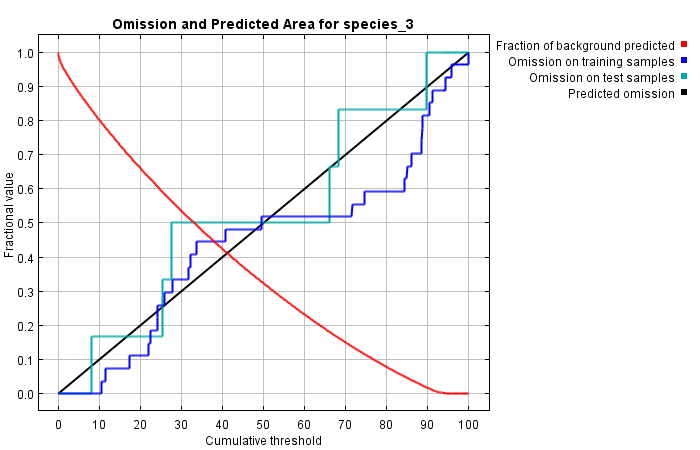 Omission and Predicted Area for species_3
Fraction of background predicted
Omission on training samples
Omission on test samples
Predicted omission
Fractional value
1.0
0.9
0.8
0.7
0.6
0.5
0.4
0.3
0.2
0.1
0.0
0 10 20 30 40 50 60 70 80 90 100
Cumulative threshold